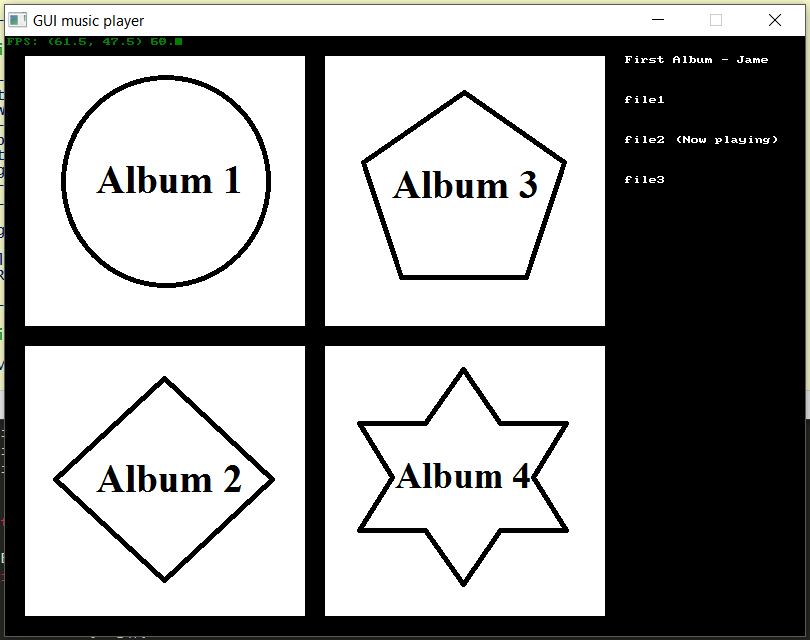 GUI music player
FPS: (61.5, 47.5) 60.
First Album - Jame
file1
file2 (Now playing)
file3
Album 1
Album 3
Album 2
Album 4